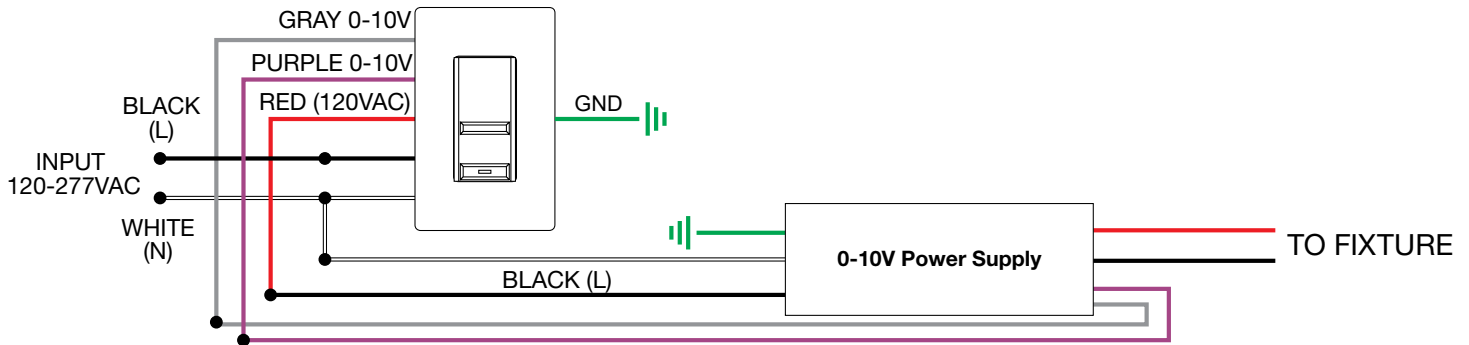 GRAY 0-10V
PURPLE 0-10V
RED (120VAC)
BLACK
(L)
GND
INPUT
120-277VAC
WHITE
(N)
0-10V Power Supply
TO FIXTURE
BLACK (L)